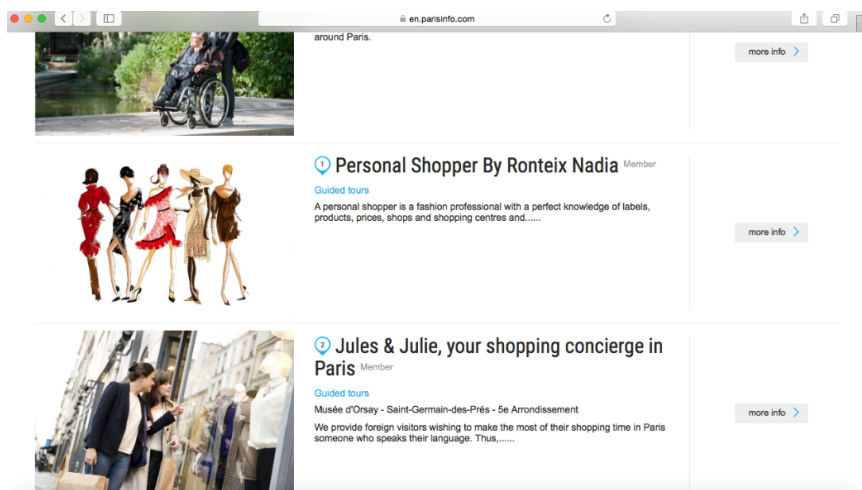 en.parisinfo.com
around Paris.
more info
1 Personal Shopper By Ronteix Nadia Member
Guided tours
A personal shopper is a fashion professional with a perfect knowledge of labels,
products, prices, shops and shopping centres and......
more info
2 Jules & Julie, your shopping concierge in
Paris Member
Guided tours
Musée d'Orsay - Saint-Germain-des-Prés - 5e Arrondissement
We provide foreign visitors wishing to make the most of their shopping time in Paris
someone who speaks their language. Thus,......
more info